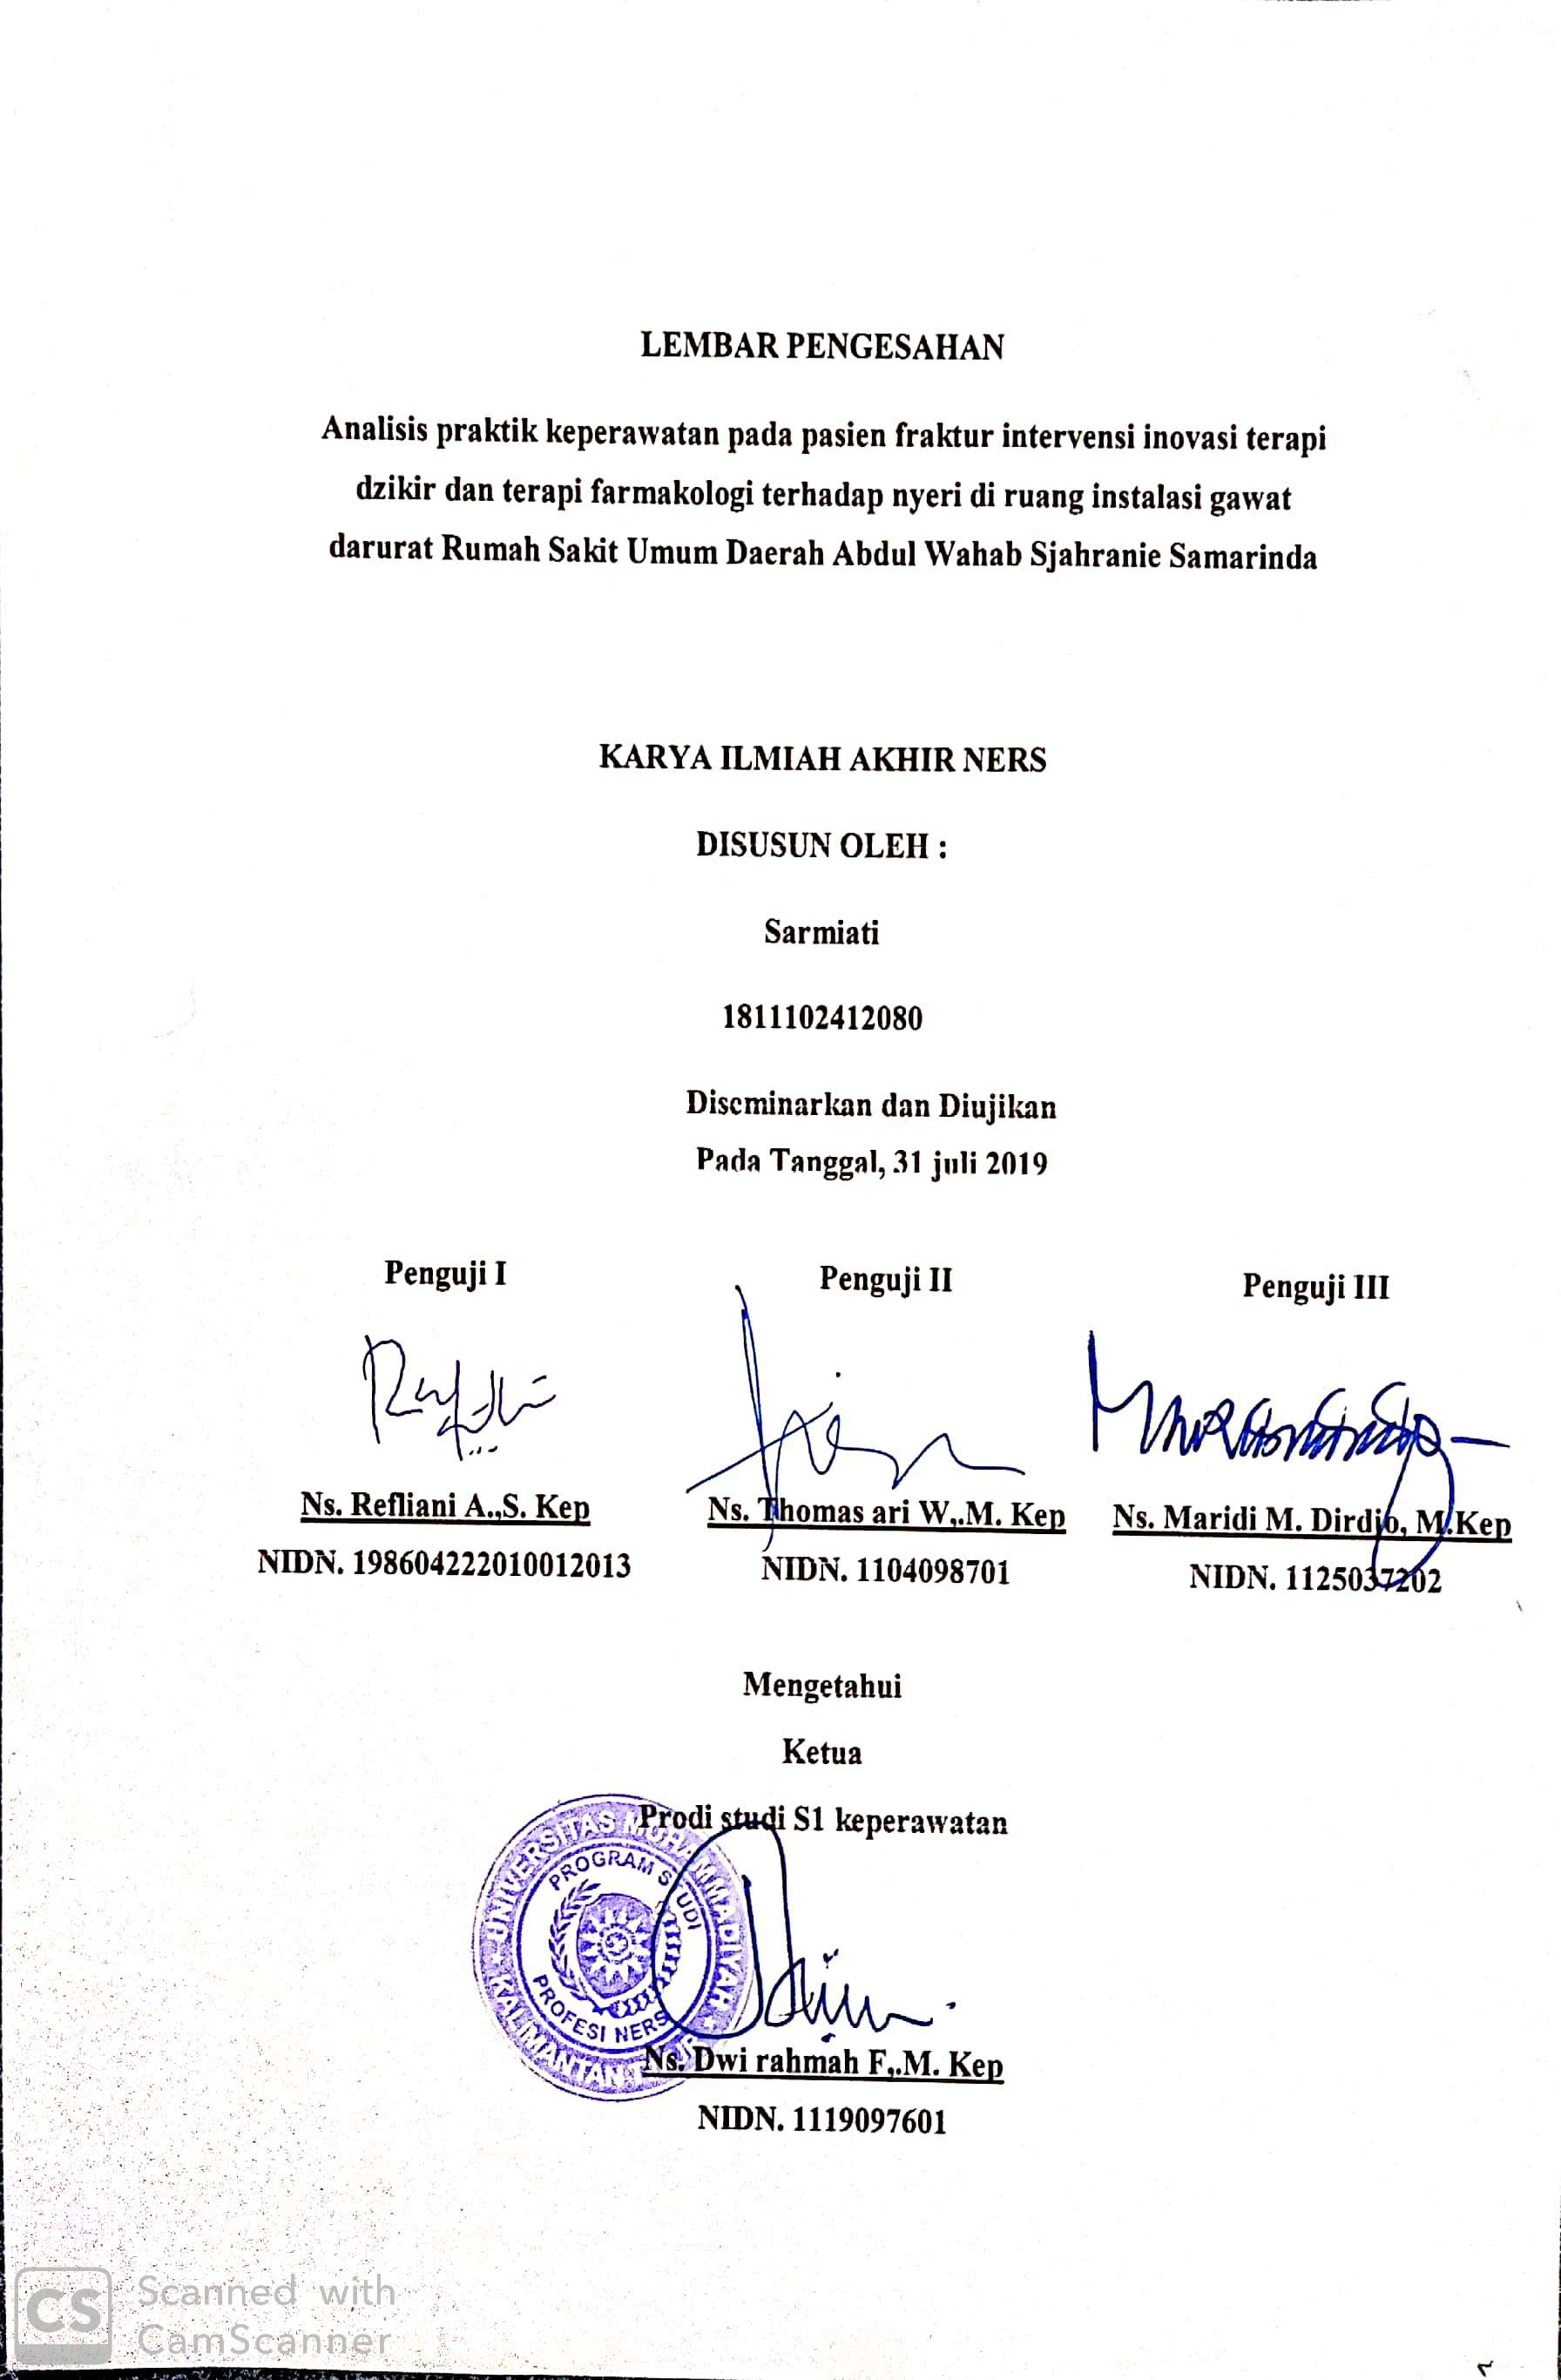 LEMBAR PENGESAHAN
Analisis praktik keperawatan pada pasien fraktur intervensi inovasi terapi
dzikir dan terapi farmakologi terhadap nyeri di ruang instalasi gawat
darurat Rumah Sakit Umum Daerah Abdul Wahab Sjahranie Samarinda
KARYA ILMIAH AKHIR NERS
DISUSUN OLEH :
Sarmiati
1811102412080
Diseminarkan dan Diujikan
Pada Tanggal, 31 juli 2019
Penguji I Penguji II Penguji III
Ns. Refliani A.,S. Kep Ns. Thomas ari W,.M. Kep Ns. Maridi M. Dirdjo, M.Kep
NIDN. 198604222010012013 NIDN. 1104098701 NIDN. 1125037202
Mengetahui
Ketua
Prodi studi S1 keperawatan
UNIVERSITAS MUHAMMADIYAH
KALIMANTAN
PROGRAM STUDI
PROFESI NERS
Ns. Dwi rahmah F,.M. Kep
NIDN. 1119097601
CS Scanned with
CamScanner